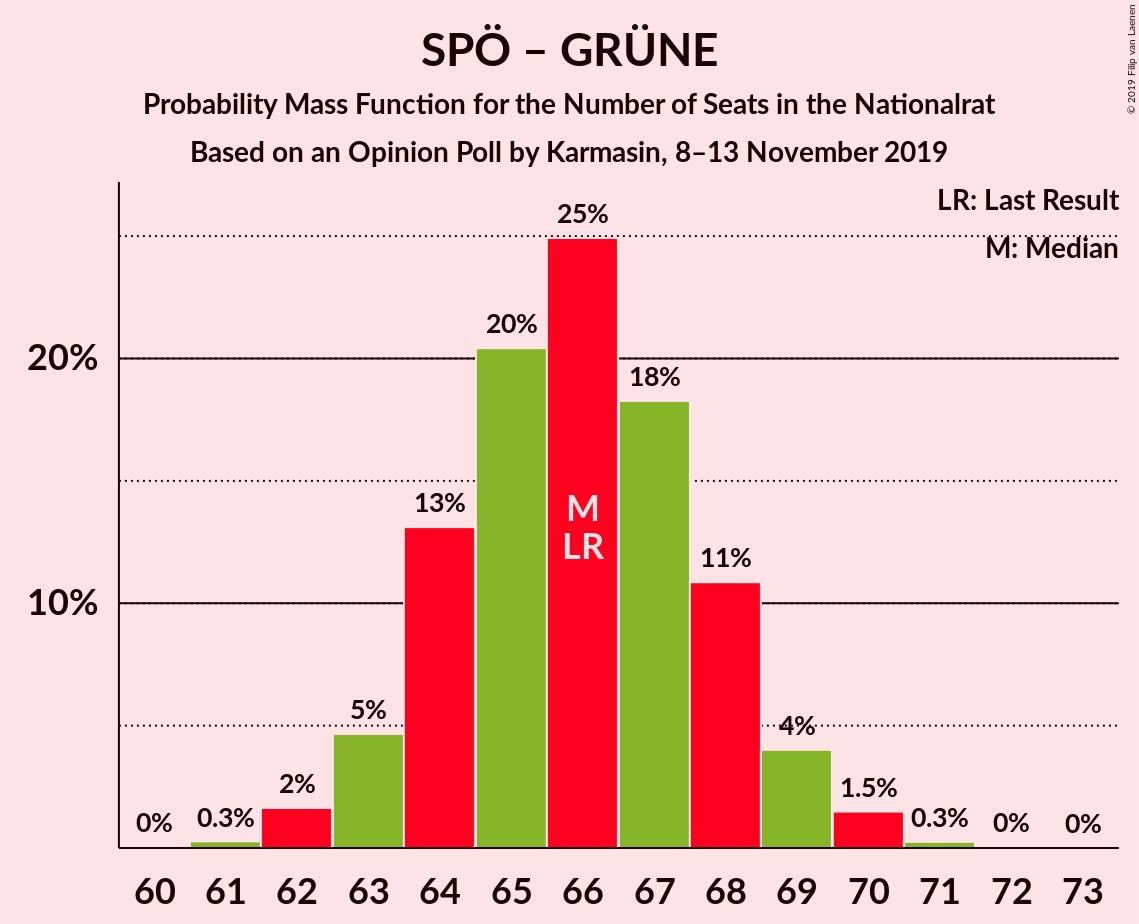 SPÖ – GRÜNE
Probability Mass Function for the Number of Seats in the Nationalrat
Based on an Opinion Poll by Karmasin, 8–13 November 2019
© 2019 Filip van Laenen
LR: Last Result
M: Median
20%
10%
0%
0.3%
2%
5%
13%
20%
25%
18%
11%
4%
1.5%
0.3%
0%
0%
M
LR
60 61 62 63 64 65 66 67 68 69 70 71 72 73